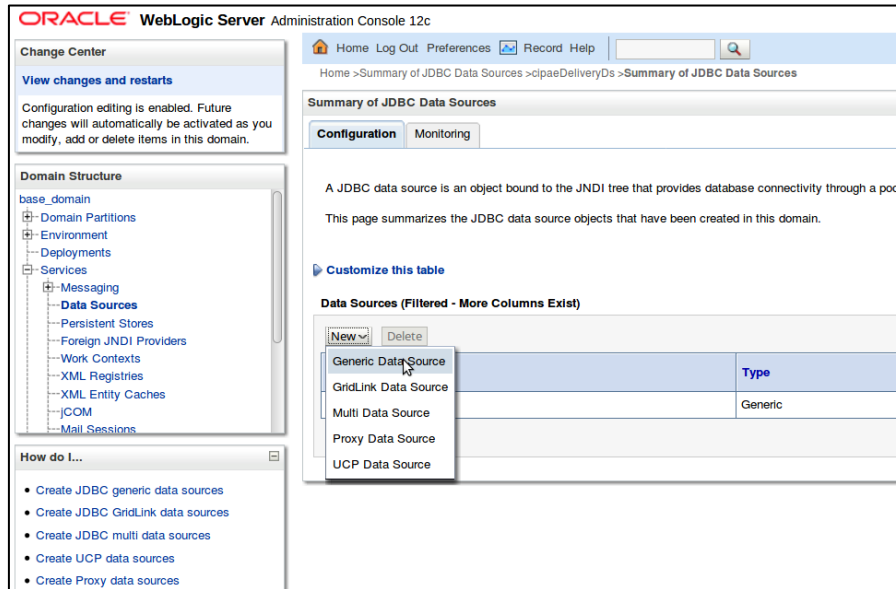 ORACLE WebLogic Server Administration Console 12c
Change Center
View changes and restarts
Configuration editing is enabled. Future
changes will automatically be activated as you
modify, add or delete items in this domain.
Domain Structure
base_domain
Domain Partitions
Environment
Deployments
Services
Messaging
Data Sources
Persistent Stores
Foreign JNDI Providers
Work Contexts
XML Registries
XML Entity Caches
jCOM
Mail Sessions
How do I...
Create JDBC generic data sources
Create JDBC GridLink data sources
Create JDBC multi data sources
Create UCP data sources
Create Proxy data sources
Home Log Out Preferences Record Help
Home >Summary of JDBC Data Sources >cipaeDeliveryDs >Summary of JDBC Data Sources
Summary of JDBC Data Sources
Configuration Monitoring
A JDBC data source is an object bound to the JNDI tree that provides database connectivity through a poo
This page summarizes the JDBC data source objects that have been created in this domain.
Customize this table
Data Sources (Filtered - More Columns Exist)
New Delete
Generic Data Source
GridLink Data Source
Multi Data Source
Proxy Data Source
UCP Data Source
Type
Generic